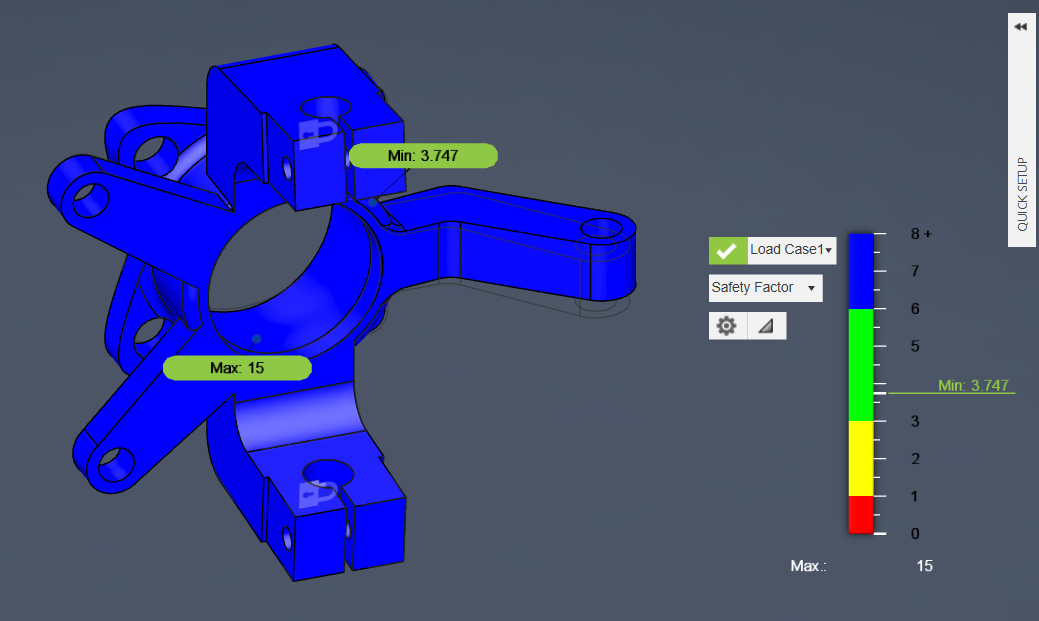 QUICK SETUP
Min: 3.747
Load Case1
Safety Factor
8 +
7
6
5
Min: 3.747
3
2
1
0
Max: 15
Max.: 15